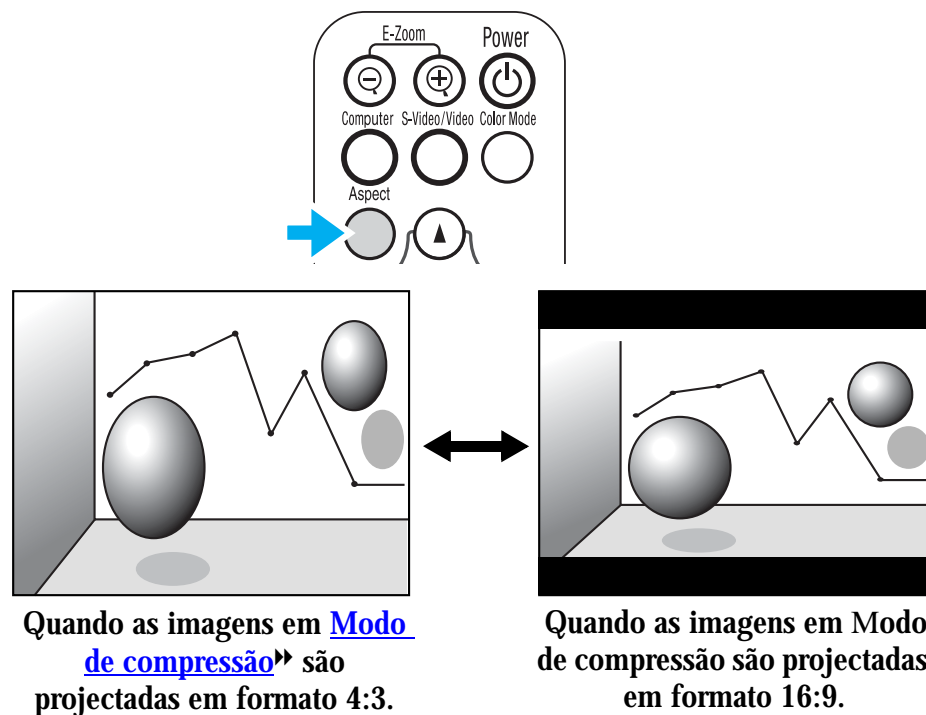 E-Zoom Power
Computer S-Video/Video Color Mode
Aspect
Quando as imagens em Modo
de compressão são
projectadas em formato 4:3.
Quando as imagens em Modo
de compressão são projectadas
em formato 16:9.